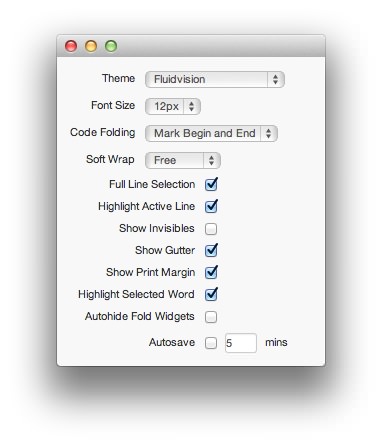 Theme Fluidvision
Font Size 12px
Code Folding Mark Begin and End
Soft Wrap Free
Full Line Selection
Highlight Active Line
Show Invisibles
Show Gutter
Show Print Margin
Highlight Selected Word
Autohide Fold Widgets
Autosave 5 mins